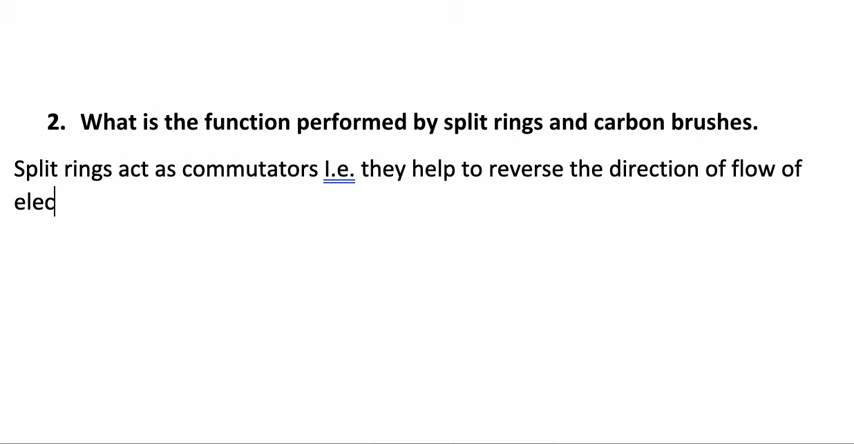 2. What is the function performed by split rings and carbon brushes.
Split rings act as commutators I.e. they help to reverse the direction of flow of
elec